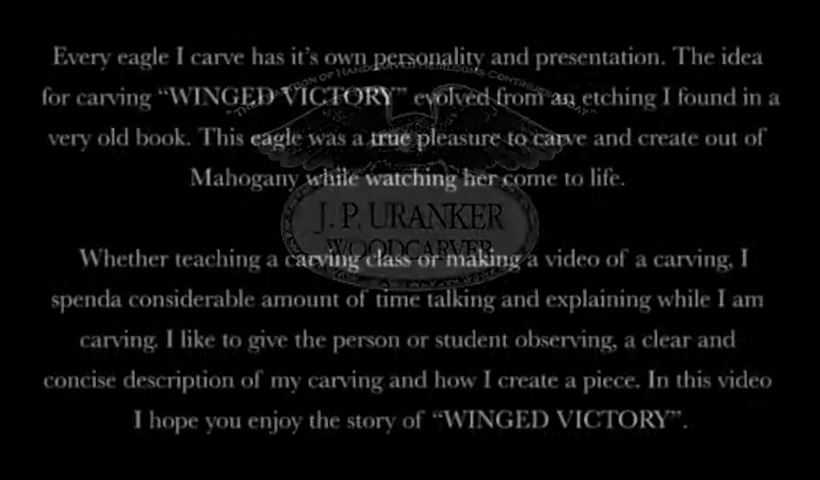 Every eagle I carve has it's own personality and presentation. The idea
for carving “WINGED VICTORY” evolved from an etching I found in a
very old book. This eagle was a true pleasure to carve and create out of
Mahogany while watching her come to life.
J. P. URANKER
WOODCARVER
Whether teaching a carving class or making a video of a carving, I
spenda considerable amount of time talking and explaining while I am
carving. I like to give the person or student observing, a clear and
concise description of my carving and how I create a piece. In this video
I hope you enjoy the story of “WINGED VICTORY”.